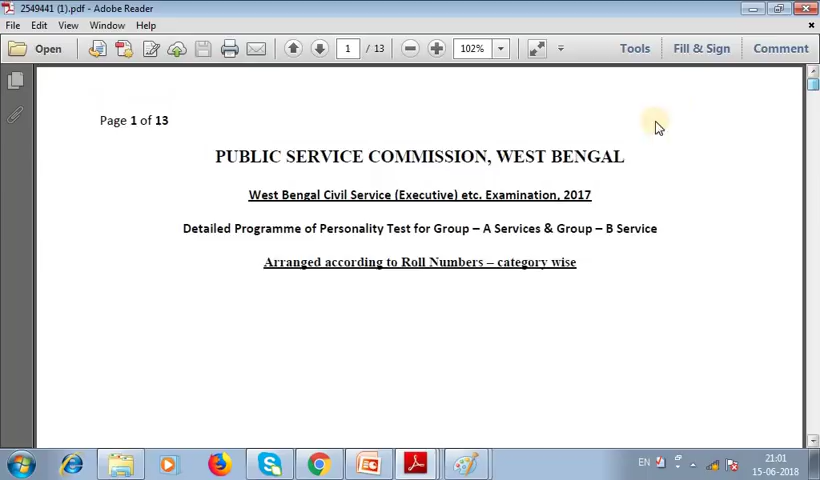 2549441 (1).pdf - Adobe Reader
File Edit View Window Help
Open 1 / 13 102% Tools Fill & Sign Comment
Page 1 of 13
PUBLIC SERVICE COMMISSION, WEST BENGAL
West Bengal Civil Service (Executive) etc. Examination, 2017
Detailed Programme of Personality Test for Group – A Services & Group – B Service
Arranged according to Roll Numbers – category wise
EN 21:01
15-06-2018